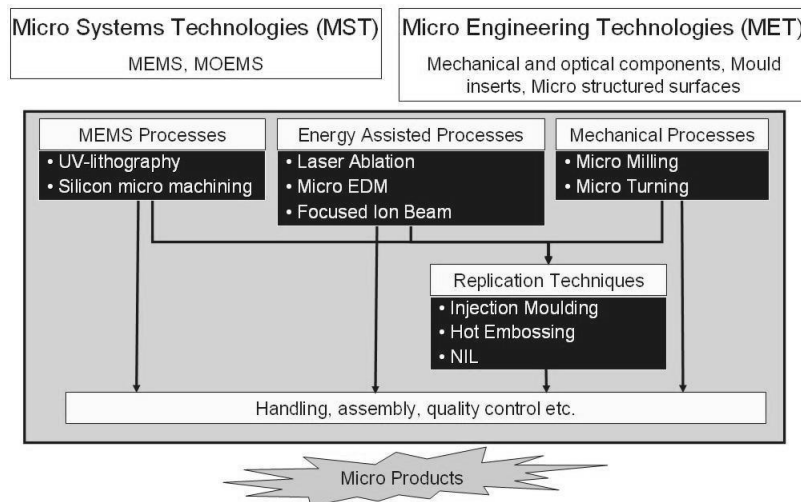 Micro Systems Technologies (MST)
MEMS, MOEMS
Micro Engineering Technologies (MET)
Mechanical and optical components, Mould
inserts, Micro structured surfaces
MEMS Processes
• UV-lithography
• Silicon micro machining
Energy Assisted Processes
• Laser Ablation
• Micro EDM
• Focused Ion Beam
Mechanical Processes
• Micro Milling
• Micro Turning
Replication Techniques
• Injection Moulding
• Hot Embossing
• NIL
Handling, assembly, quality control etc.
Micro Products